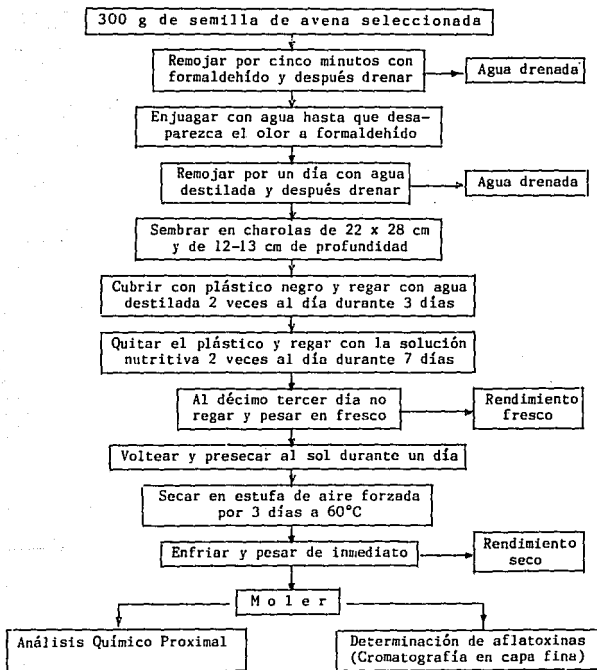 300 g de semilla de avena seleccionada
Remojar por cinco minutos con
formaldehído y después drenar
Agua drenada
Enjuagar con agua hasta que desa-
parezca el olor a formaldehído
Remojar por un día con agua
destilada y después drenar
Agua drenada
Sembrar en charolas de 22 x 28 cm
y de 12-13 cm de profundidad
Cubrir con plástico negro y regar con agua
destilada 2 veces al día durante 3 días
Quitar el plástico y regar con la solución
nutritiva 2 veces al día durante 7 días
Al décimo tercer día no
regar y pesar en fresco
Rendimiento
fresco
Voltear y presecar al sol durante un día
Secar en estufa de aire forzada
por 3 días a 60°C
Enfriar y pesar de inmediato
Rendimiento
seco
M o l e r
Análisis Químico Proximal
Determinación de aflatoxinas
(Cromatografía en capa fina)